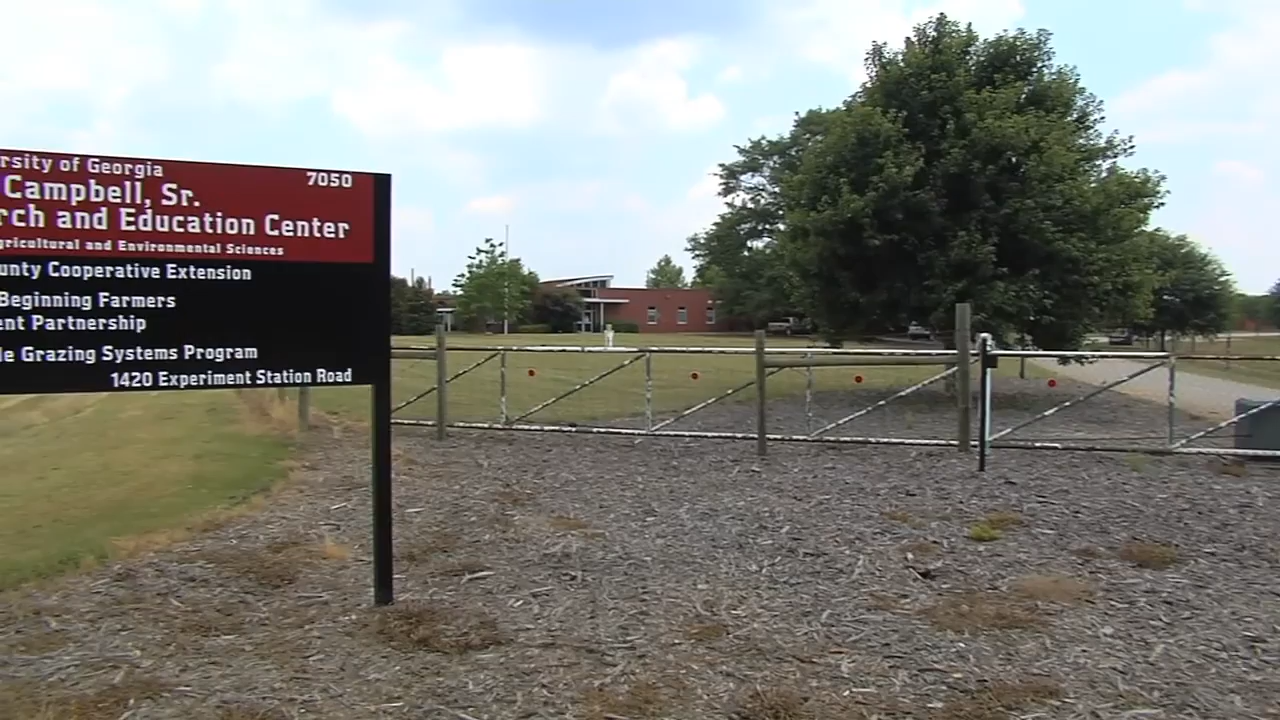 rsity of Georgia
7050
Campbell, Sr.
rch and Education Center
gricultural and Environmental Sciences
unty Cooperative Extension
Beginning Farmers
ent Partnership
le Grazing Systems Program
1420 Experiment Station Road